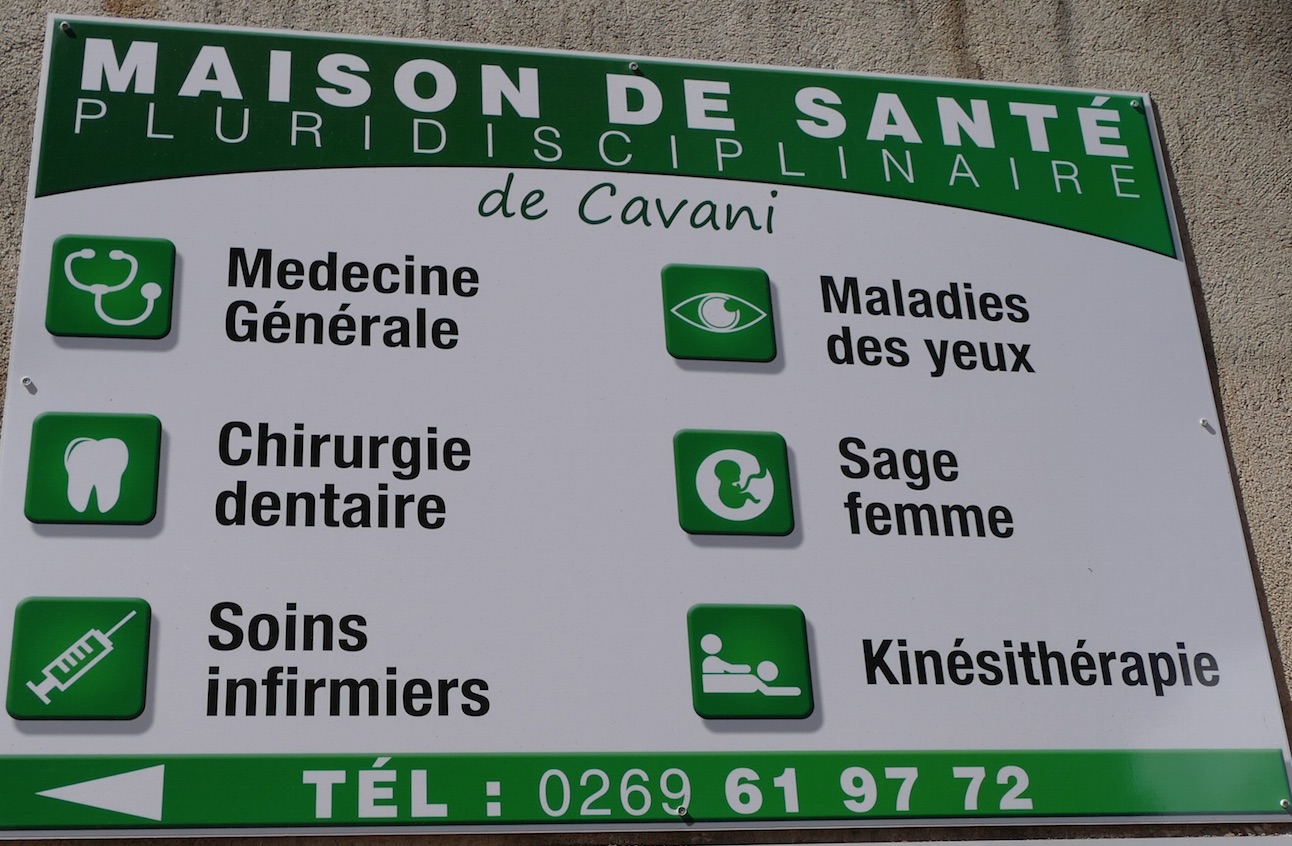 MAISON DE SANTÉ
PLURIDISCIPLINAIRE
de Cavani
Medecine
Générale
Maladies
des yeux
Chirurgie
dentaire
Sage
femme
Soins
infirmiers
Kinésithérapie
TÉL : 0269 61 97 72